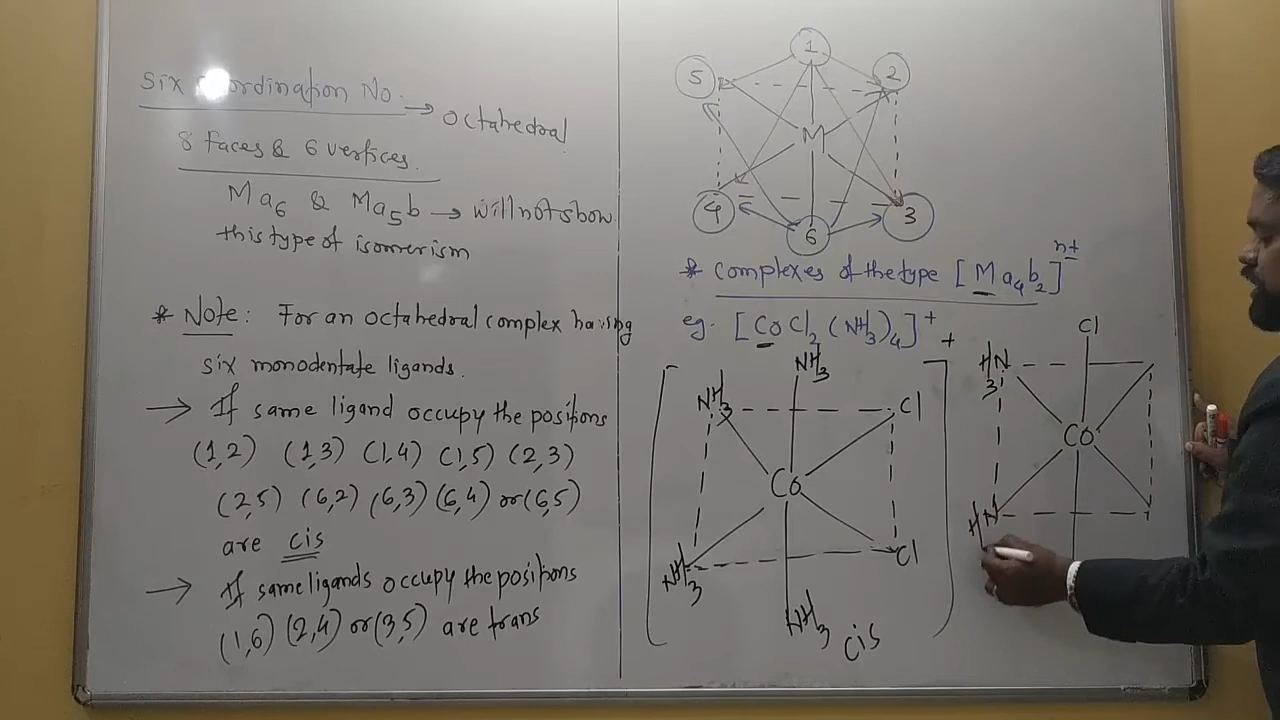 Six ordination No. → octahedral
8 faces & 6 vertices.
Ma6 & Ma5b → will not show
this type of isomerism
* Note: For an octahedral complex having
six monodentate ligands.
→ If same ligand occupy the positions
(1,2) (1,3) (1,4) (1,5) (2,3)
(2,5) (6,2) (6,3) (6,4) or (6,5)
are cis
→ If same ligands occupy the positions
(1,6) (2,4) or (3,5) are trans
1
5 2
M
4 3
6
* complexes of the type [Ma4b2]n±
eg. [CoCl2(NH3)4]+
NH3 +
NH3 Cl
Co
NH3 Cl
NH3
cis
Cl
H3N
Co
HN